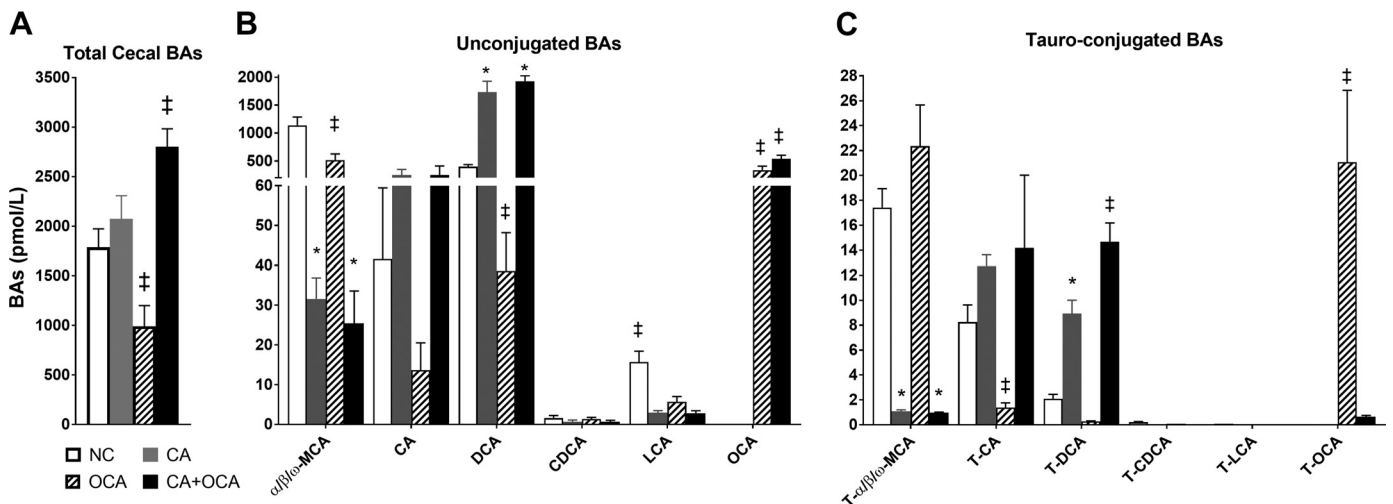 A
Total Cecal BAs
BAs (pmol/L)
3500
3000
2500
2000
1500
1000
500
0
‡
‡
NC
CA
OCA
CA+OCA
B
Unconjugated BAs
2000
1500
1000
500
60
50
40
30
20
10
0
*
‡
*
*
‡
*
‡
‡
‡
α/β/ω-MCA
CA
DCA
CDCA
LCA
OCA
C
Tauro-conjugated BAs
28
26
24
22
20
18
16
14
12
10
8
6
4
2
0
*
*
‡
*
‡
‡
T-α/β/ω-MCA
T-CA
T-DCA
T-CDCA
T-LCA
T-OCA